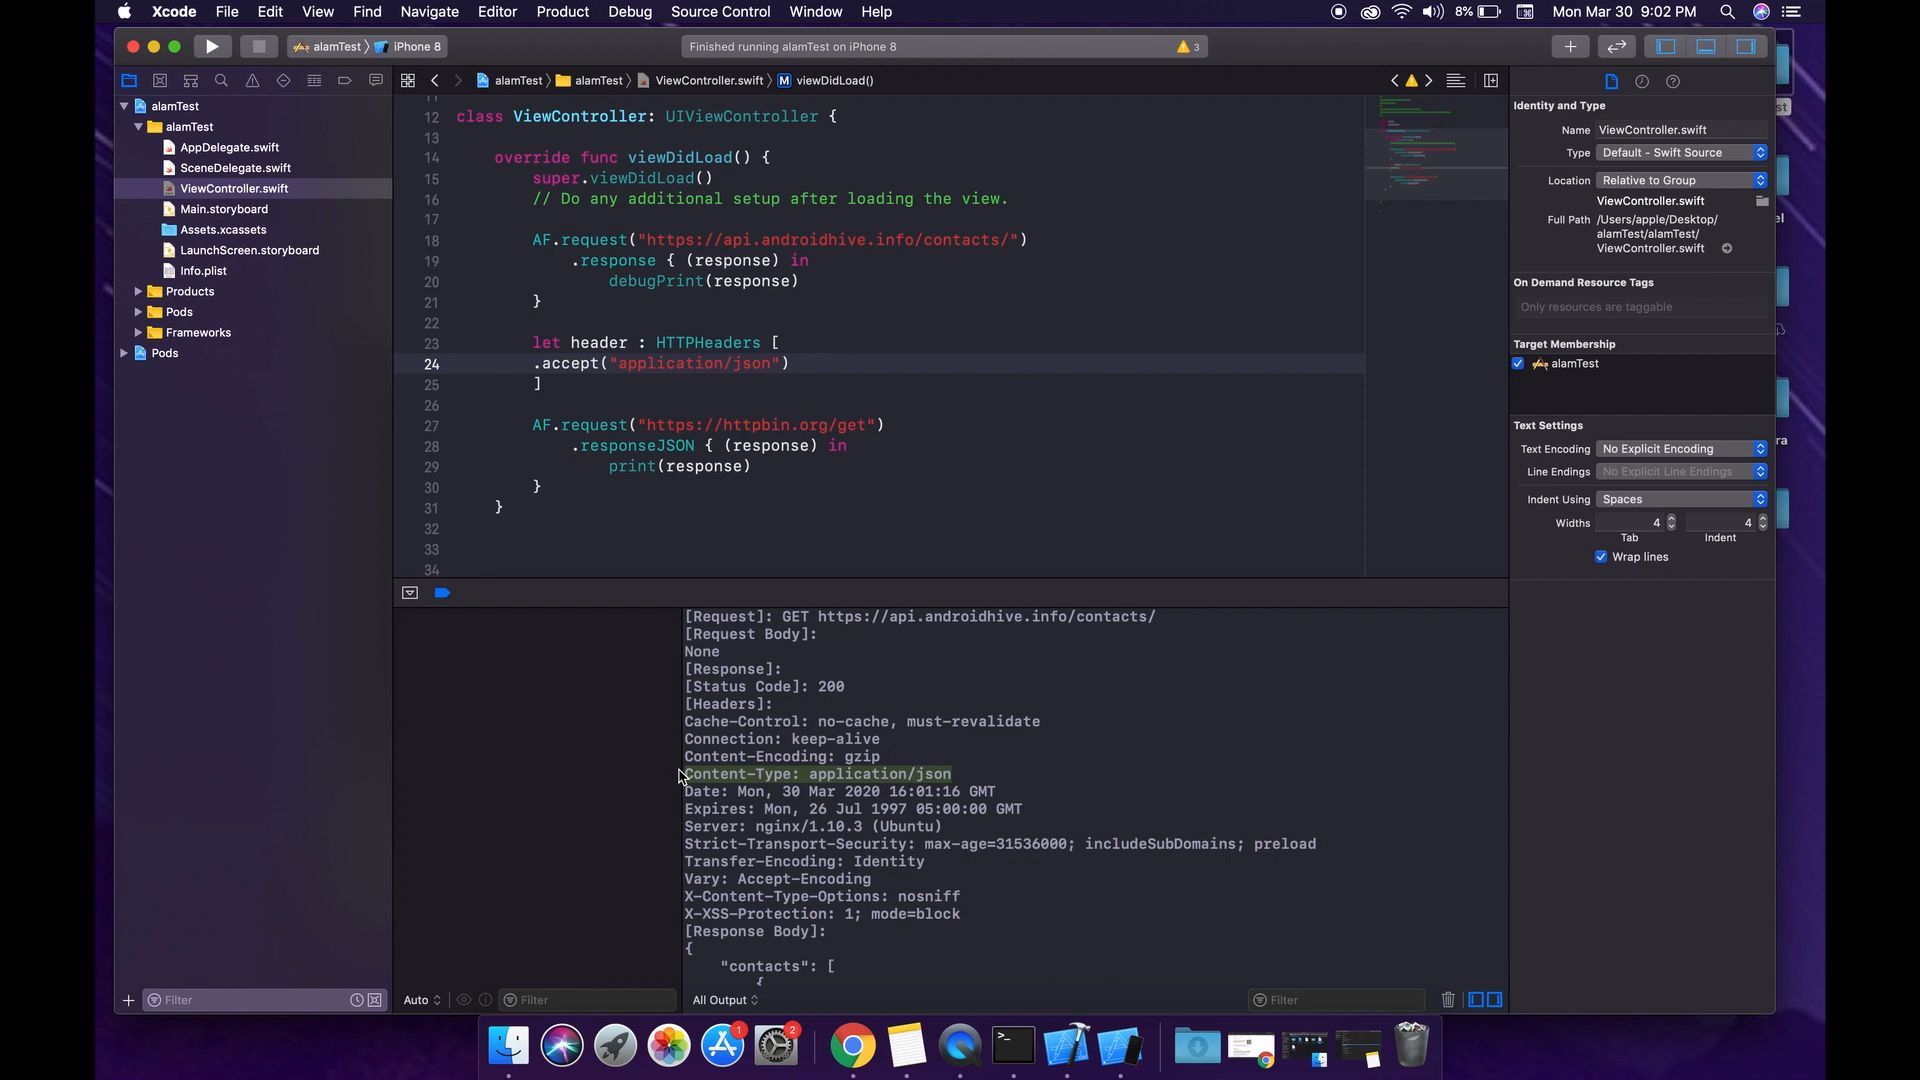 Xcode File Edit View Find Navigate Editor Product Debug Source Control Window Help 8% Mon Mar 30 9:02 PM
alamTest iPhone 8 Finished running alamTest on iPhone 8 3
alamTest alamTest ViewController.swift M viewDidLoad()
alamTest
alamTest
AppDelegate.swift
SceneDelegate.swift
ViewController.swift
Main.storyboard
Assets.xcassets
LaunchScreen.storyboard
Info.plist
Products
Pods
Frameworks
Pods
12 class ViewController: UIViewController {
13
14 override func viewDidLoad() {
15 super.viewDidLoad()
16 // Do any additional setup after loading the view.
17
18 AF.request("https://api.androidhive.info/contacts/")
19 .response { (response) in
20 debugPrint(response)
21 }
22
23 let header : HTTPHeaders [
24 .accept("application/json")
25 ]
26
27 AF.request("https://httpbin.org/get")
28 .responseJSON { (response) in
29 print(response)
30 }
31 }
32
33
34
Identity and Type
Name ViewController.swift
Type Default - Swift Source
Location Relative to Group
ViewController.swift
Full Path /Users/apple/Desktop/
alamTest/alamTest/
ViewController.swift
On Demand Resource Tags
Only resources are taggable
Target Membership
alamTest
Text Settings
Text Encoding No Explicit Encoding
Line Endings No Explicit Line Endings
Indent Using Spaces
Widths 4 4
Tab Indent
Wrap lines
[Request]: GET https://api.androidhive.info/contacts/
[Request Body]:
None
[Response]:
[Status Code]: 200
[Headers]:
Cache-Control: no-cache, must-revalidate
Connection: keep-alive
Content-Encoding: gzip
Content-Type: application/json
Date: Mon, 30 Mar 2020 16:01:16 GMT
Expires: Mon, 26 Jul 1997 05:00:00 GMT
Server: nginx/1.10.3 (Ubuntu)
Strict-Transport-Security: max-age=31536000; includeSubDomains; preload
Transfer-Encoding: Identity
Vary: Accept-Encoding
X-Content-Type-Options: nosniff
X-XSS-Protection: 1; mode=block
[Response Body]:
{
"contacts": [
{
Filter Auto Filter All Output Filter
1 2